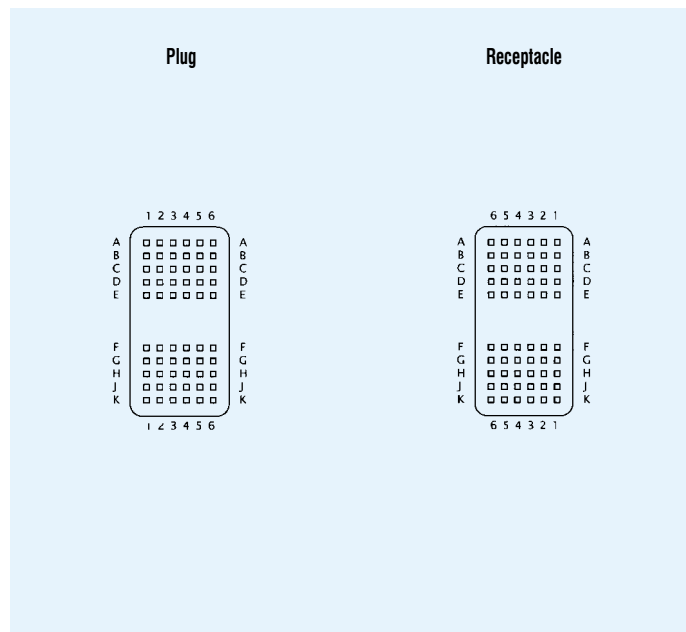 Plug
Receptacle
1 2 3 4 5 6
6 5 4 3 2 1
A A
B B
C C
D D
E E
F F
G G
H H
J J
K K
1 2 3 4 5 6
A A
B B
C C
D D
E E
F F
G G
H H
J J
K K
6 5 4 3 2 1